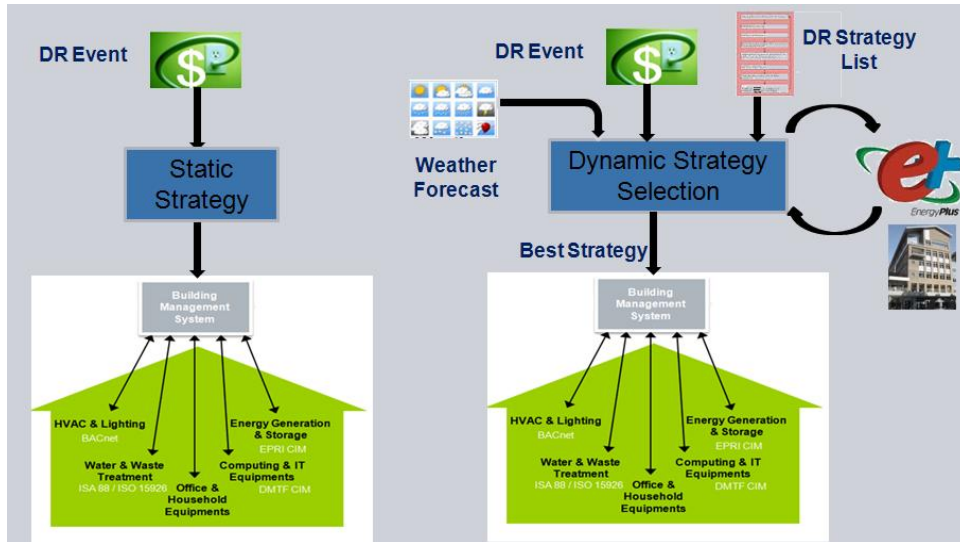 DR Event
$
Static
Strategy
Building
Management
System
HVAC & Lighting
BACnet
Energy Generation
& Storage
EPRI CIM
Water & Waste
Treatment
ISA 88 / ISO 15926
Computing & IT
Equipments
DMTF CIM
Office &
Household
Equipments
DR Event
$
DR Strategy
List
Weather
Forecast
Dynamic Strategy
Selection
e+
EnergyPlus
Best Strategy
Building
Management
System
HVAC & Lighting
BACnet
Energy Generation
& Storage
EPRI CIM
Water & Waste
Treatment
ISA 88 / ISO 15926
Computing & IT
Equipments
DMTF CIM
Office &
Household
Equipments